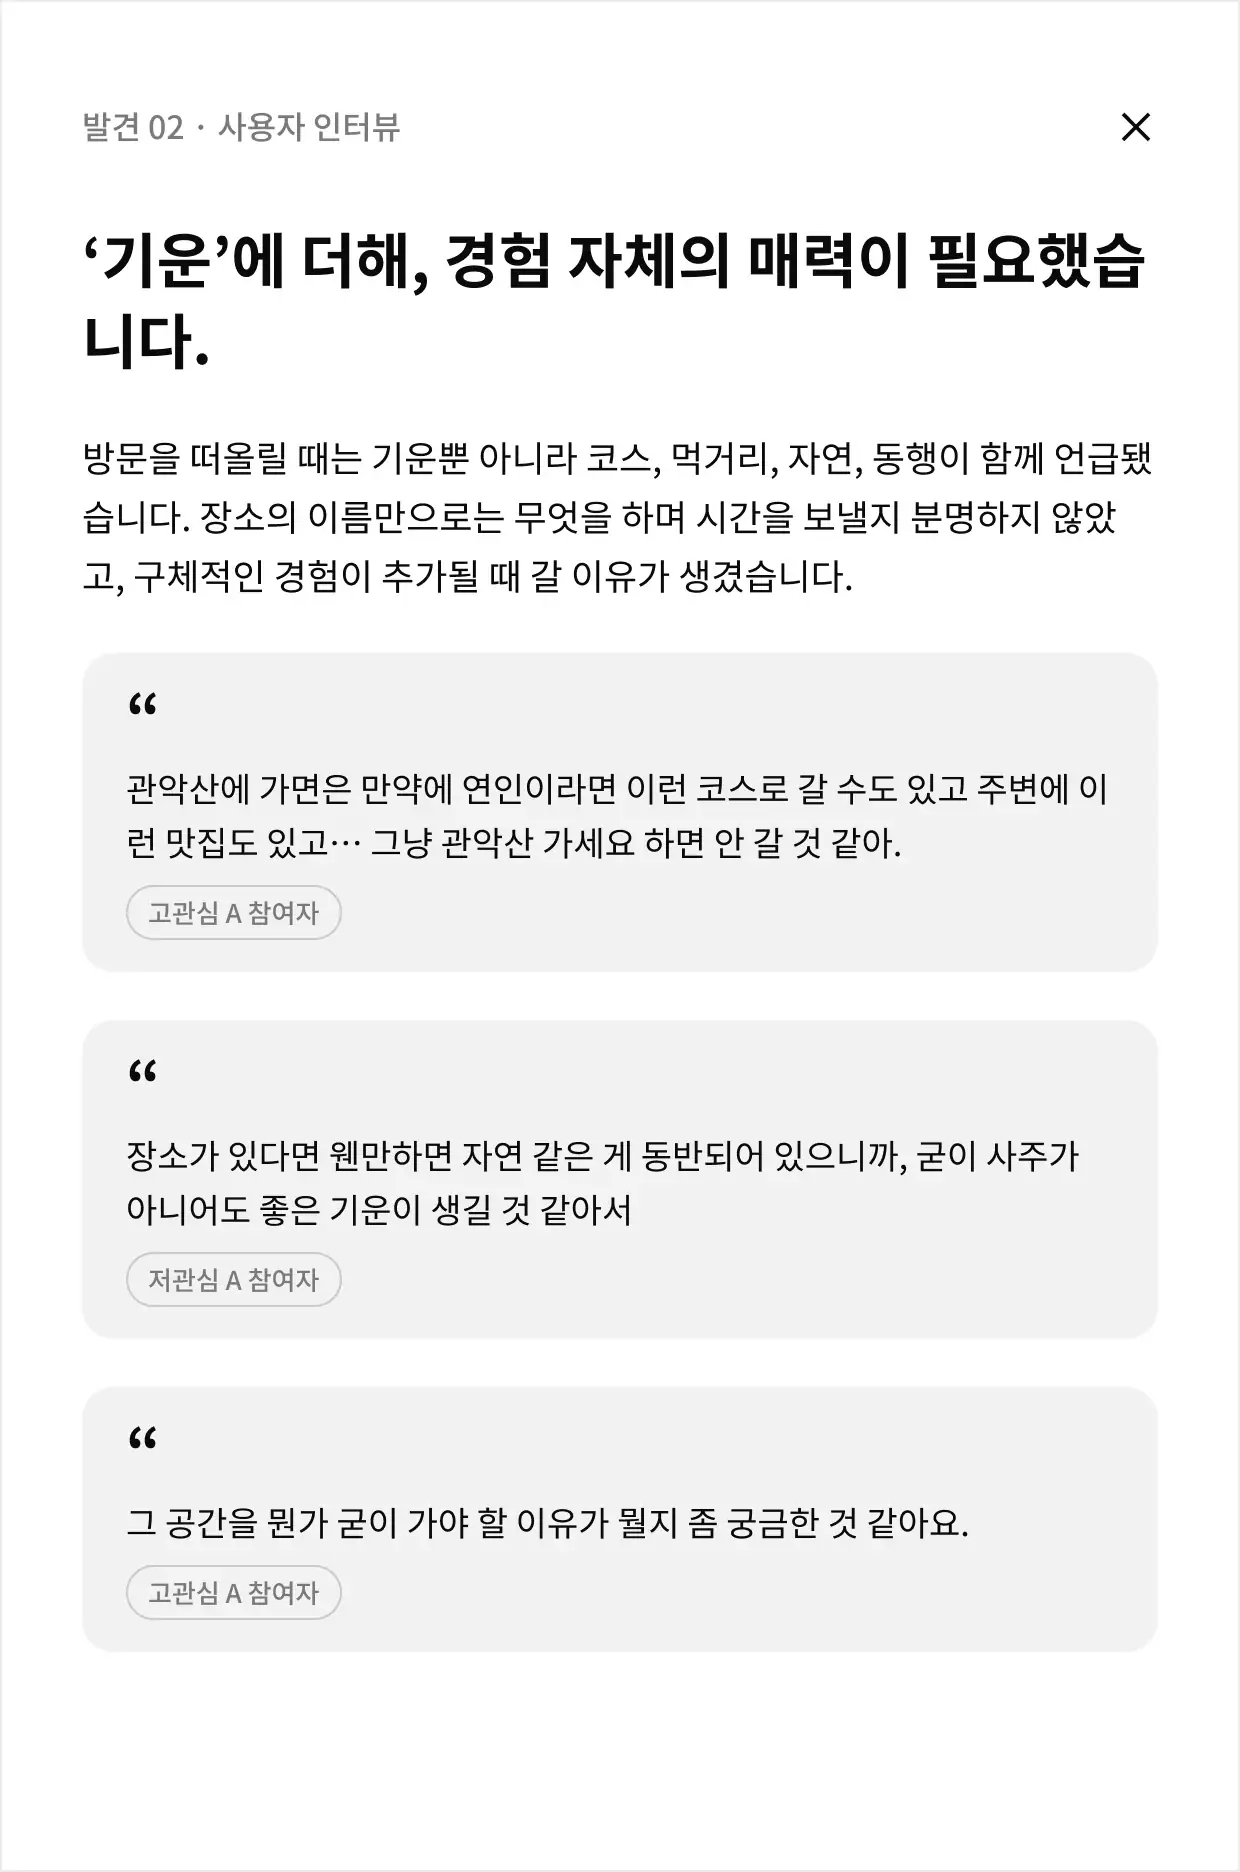 발견 02 · 사용자 인터뷰
‘기운’에 더해, 경험 자체의 매력이 필요했습
니다.
방문을 떠올릴 때는 기운뿐 아니라 코스, 먹거리, 자연, 동행이 함께 언급됐
습니다. 장소의 이름만으로는 무엇을 하며 시간을 보낼지 분명하지 않았
고, 구체적인 경험이 추가될 때 갈 이유가 생겼습니다.
“
관악산에 가면은 만약에 연인이라면 이런 코스로 갈 수도 있고 주변에 이
런 맛집도 있고… 그냥 관악산 가세요 하면 안 갈 것 같아.
고관심 A 참여자
“
장소가 있다면 웬만하면 자연 같은 게 동반되어 있으니까, 굳이 사주가
아니어도 좋은 기운이 생길 것 같아서
저관심 A 참여자
“
그 공간을 뭔가 굳이 가야 할 이유가 뭘지 좀 궁금한 것 같아요.
고관심 A 참여자